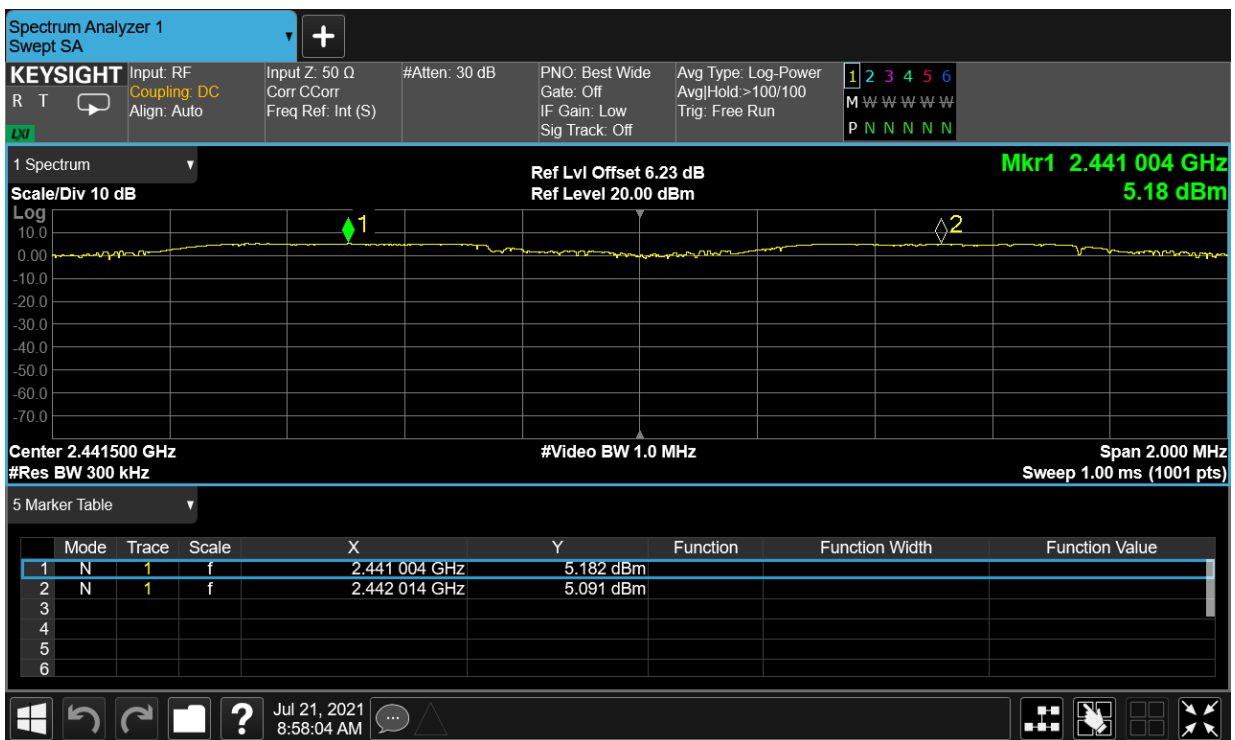 Spectrum Analyzer 1
Swept SA
KEYSIGHT
R T
LXI
Input: RF
Coupling: DC
Align: Auto
Input Z: 50 Ω
Corr CCorr
Freq Ref: Int (S)
#Atten: 30 dB
PNO: Best Wide
Gate: Off
IF Gain: Low
Sig Track: Off
Avg Type: Log-Power
Avg|Hold:>100/100
Trig: Free Run
1 2 3 4 5 6
M W W W W W
P N N N N N
1 Spectrum
Scale/Div 10 dB
Ref Lvl Offset 6.23 dB
Ref Level 20.00 dBm
Mkr1 2.441 004 GHz
5.18 dBm
Log
10.0
0.00
-10.0
-20.0
-30.0
-40.0
-50.0
-60.0
-70.0
1
2
Center 2.441500 GHz
#Res BW 300 kHz
#Video BW 1.0 MHz
Span 2.000 MHz
Sweep 1.00 ms (1001 pts)
5 Marker Table
Mode Trace Scale X Y Function Function Width Function Value
1 N 1 f 2.441 004 GHz 5.182 dBm
2 N 1 f 2.442 014 GHz 5.091 dBm
3
4
5
6
?
Jul 21, 2021
8:58:04 AM